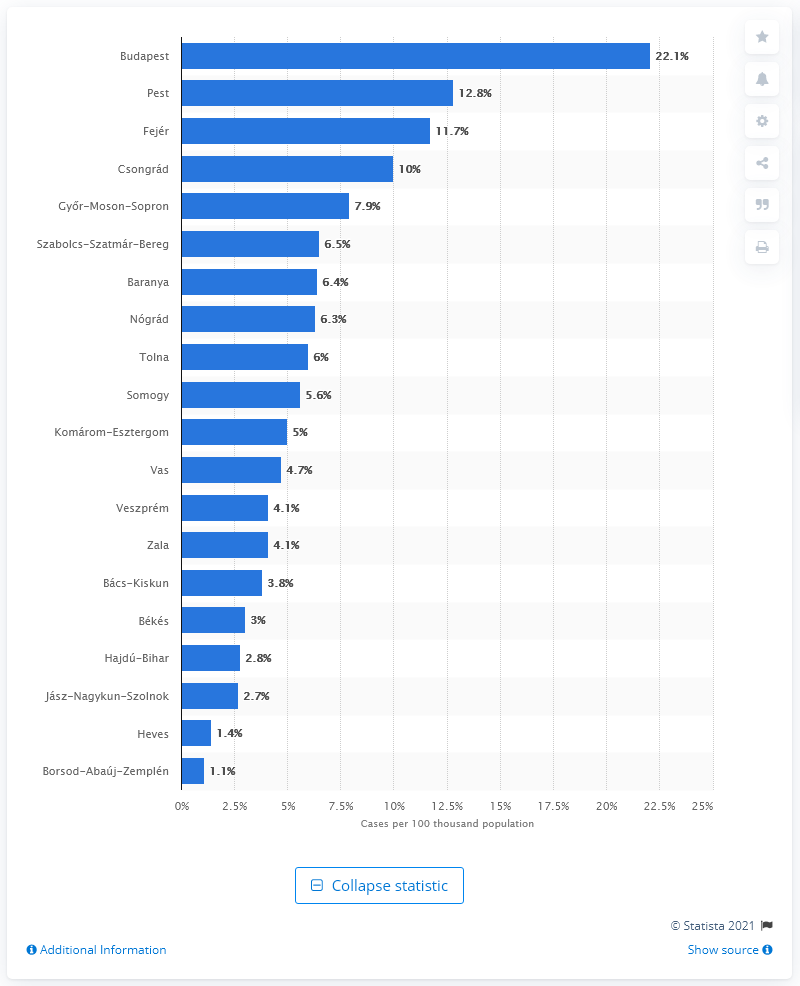 Budapest 22.1%
Pest 12.8%
Fejér 11.7%
Csongrád 10%
Győr-Moson-Sopron 7.9%
Szabolcs-Szatmár-Bereg 6.5%
Baranya 6.4%
Nógrád 6.3%
Tolna 6%
Somogy 5.6%
Komárom-Esztergom 5%
Vas 4.7%
Veszprém 4.1%
Zala 4.1%
Bács-Kiskun 3.8%
Békés 3%
Hajdú-Bihar 2.8%
Jász-Nagykun-Szolnok 2.7%
Heves 1.4%
Borsod-Abaúj-Zemplén 1.1%
0% 2.5% 5% 7.5% 10% 12.5% 15% 17.5% 20% 22.5% 25%
Cases per 100 thousand population
Collapse statistic
© Statista 2021
Additional Information Show source